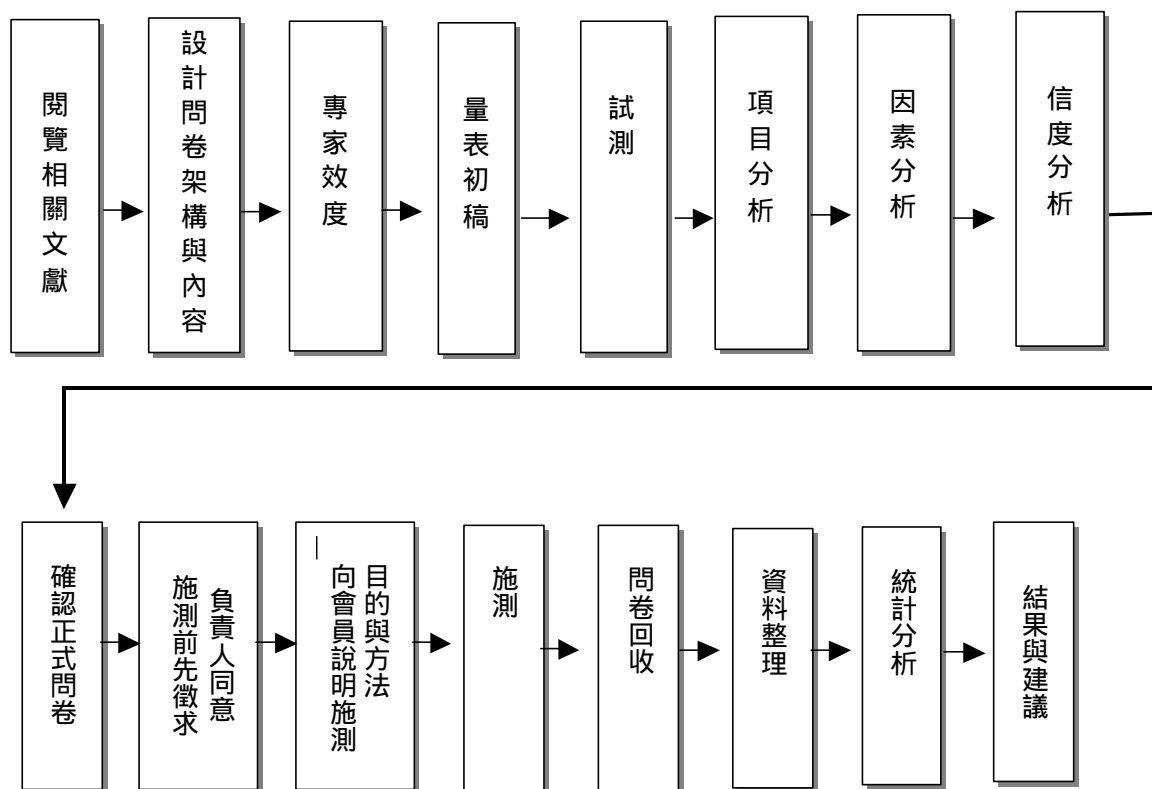 閱覽相關文獻
設計問卷架構與內容
專家效度
量表初稿
試測
項目分析
因素分析
信度分析
確認正式問卷
施測前先徵求
負責人同意
向會員說明施測
目的與方法
施測
問卷回收
資料整理
統計分析
結果與建議